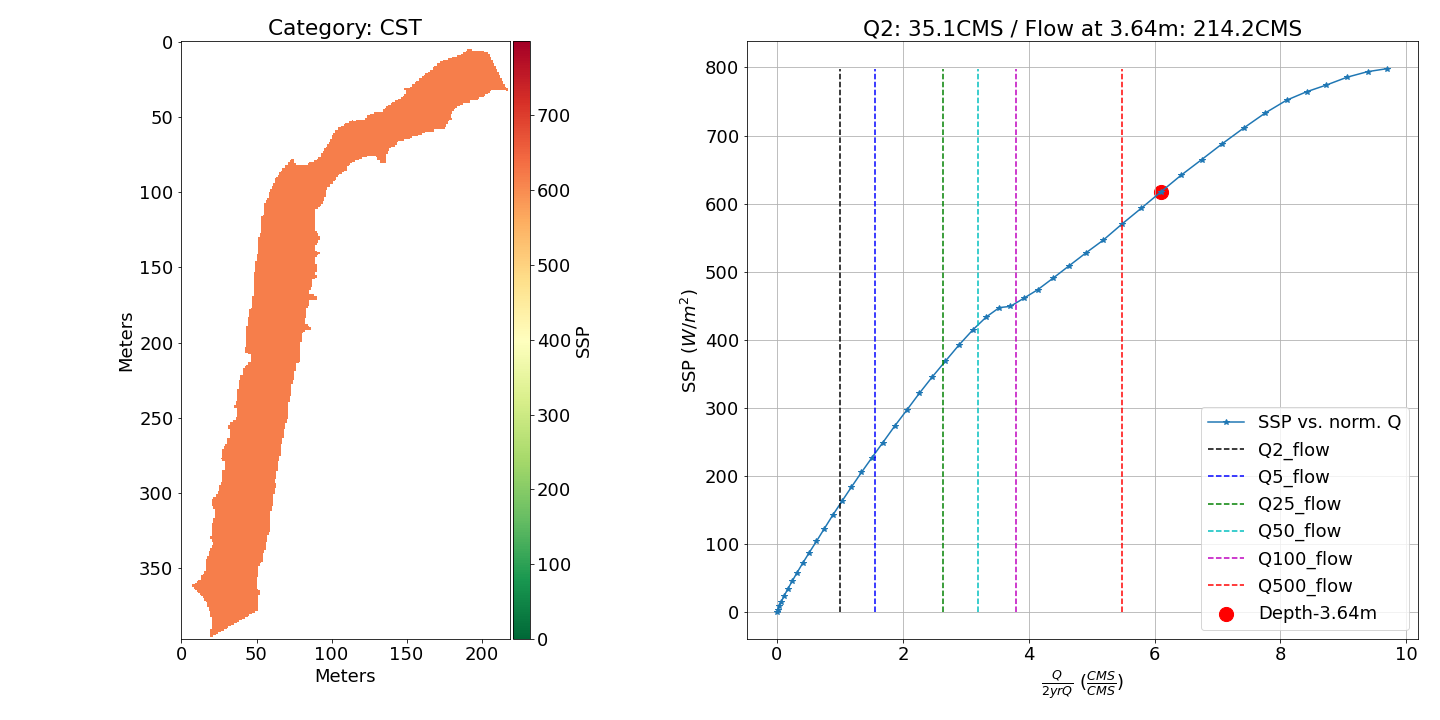 Category: CST
0
50
100
150
200
250
300
350
Meters
0
50
100
150
200
Meters
700
600
500
400
300
200
100
0
SSP
Q2: 35.1CMS / Flow at 3.64m: 214.2CMS
800
700
600
500
400
300
200
100
0
SSP (W/m²)
0
2
4
6
8
10
Q/2yrQ (CMS/CMS)
SSP vs. norm. Q
Q2_flow
Q5_flow
Q25_flow
Q50_flow
Q100_flow
Q500_flow
Depth-3.64m